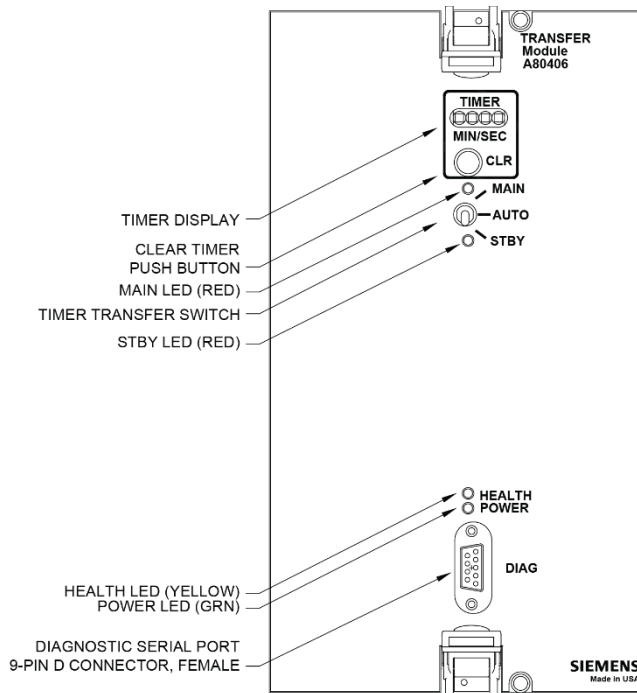 TRANSFER
Module
A80406
TIMER
MIN/SEC
CLR
MAIN
AUTO
STBY
TIMER DISPLAY
CLEAR TIMER
PUSH BUTTON
MAIN LED (RED)
TIMER TRANSFER SWITCH
STBY LED (RED)
HEALTH
POWER
DIAG
HEALTH LED (YELLOW)
POWER LED (GRN)
DIAGNOSTIC SERIAL PORT
9-PIN D CONNECTOR, FEMALE
SIEMENS
Made in USA